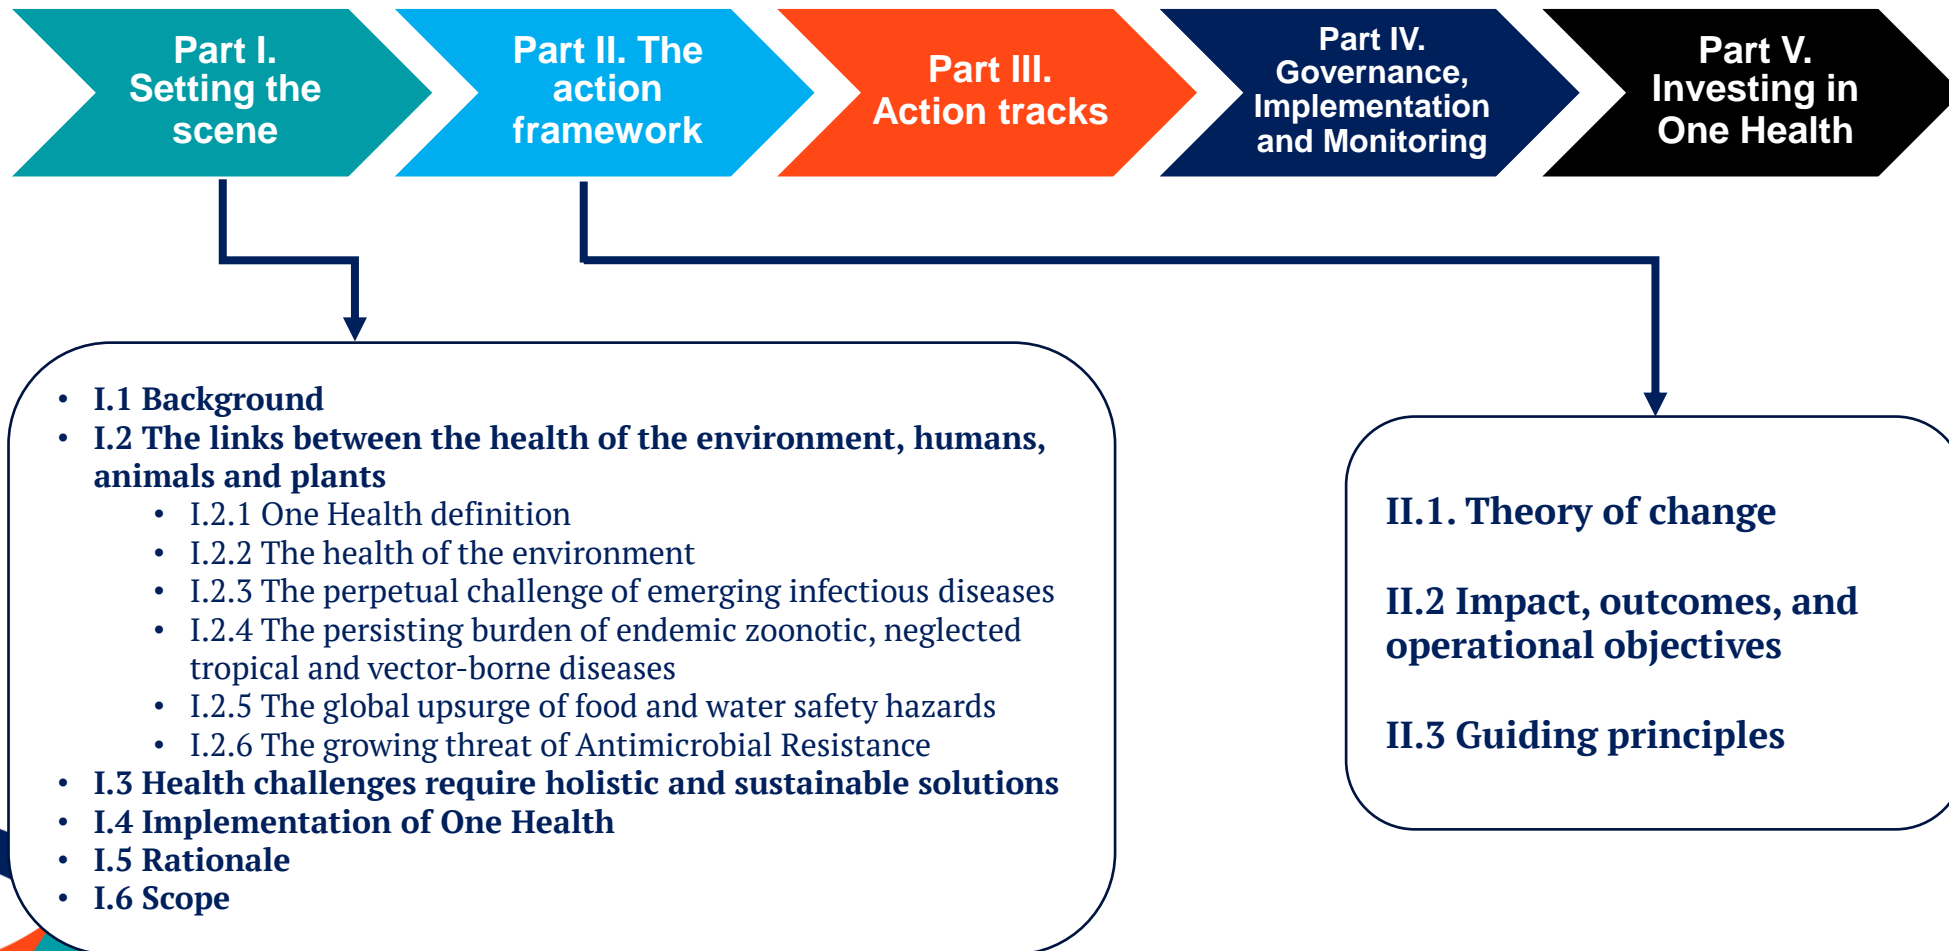 Part I.
Setting the
scene
Part II. The
action
framework
Part III.
Action tracks
Part IV.
Governance,
Implementation
and Monitoring
Part V.
Investing in
One Health
• I.1 Background
• I.2 The links between the health of the environment, humans,
animals and plants
• I.2.1 One Health definition
• I.2.2 The health of the environment
• I.2.3 The perpetual challenge of emerging infectious diseases
• I.2.4 The persisting burden of endemic zoonotic, neglected
tropical and vector-borne diseases
• I.2.5 The global upsurge of food and water safety hazards
• I.2.6 The growing threat of Antimicrobial Resistance
• I.3 Health challenges require holistic and sustainable solutions
• I.4 Implementation of One Health
• I.5 Rationale
• I.6 Scope
II.1. Theory of change
II.2 Impact, outcomes, and
operational objectives
II.3 Guiding principles